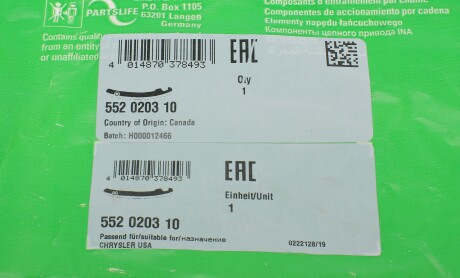 PARTSLIFE
P.O. Box 1105
63201 Langen
Germany
Composants d'entraînement par chaîne
Componentes de accionamiento por cadena
Elementy napędu łańcuchowego
Компоненты цепного привода INA
Contains
or an entity
or unaffiliated
4 014870 378493
EAC
Qty
1
552 0203 10
Country of Origin: Canada
Batch: H000012466
4 014870 378493
EAC
Einheit/Unit
1
552 0203 10
Passend für/suitable for/назначение
CHRYSLER USA
0222128/19